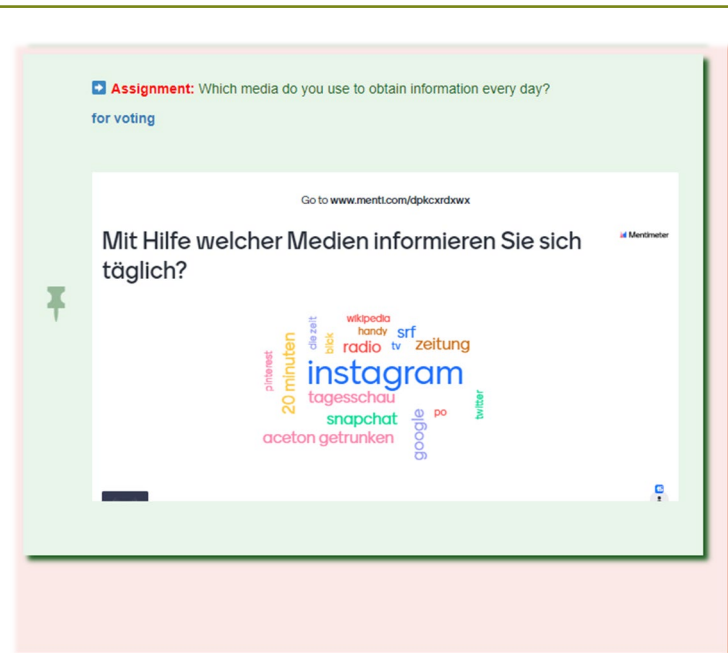 Assignment: Which media do you use to obtain information every day?
for voting
Go to www.menti.com/dpkcxrdxwx
Mit Hilfe welcher Medien informieren Sie sich
täglich?
Mentimeter
wikipedia
handy
srf
die zeit
blick
radio
tv
zeitung
pinterest
20 minuten
instagram
tagesschau
snapchat
google
po
twitter
aceton getrunken